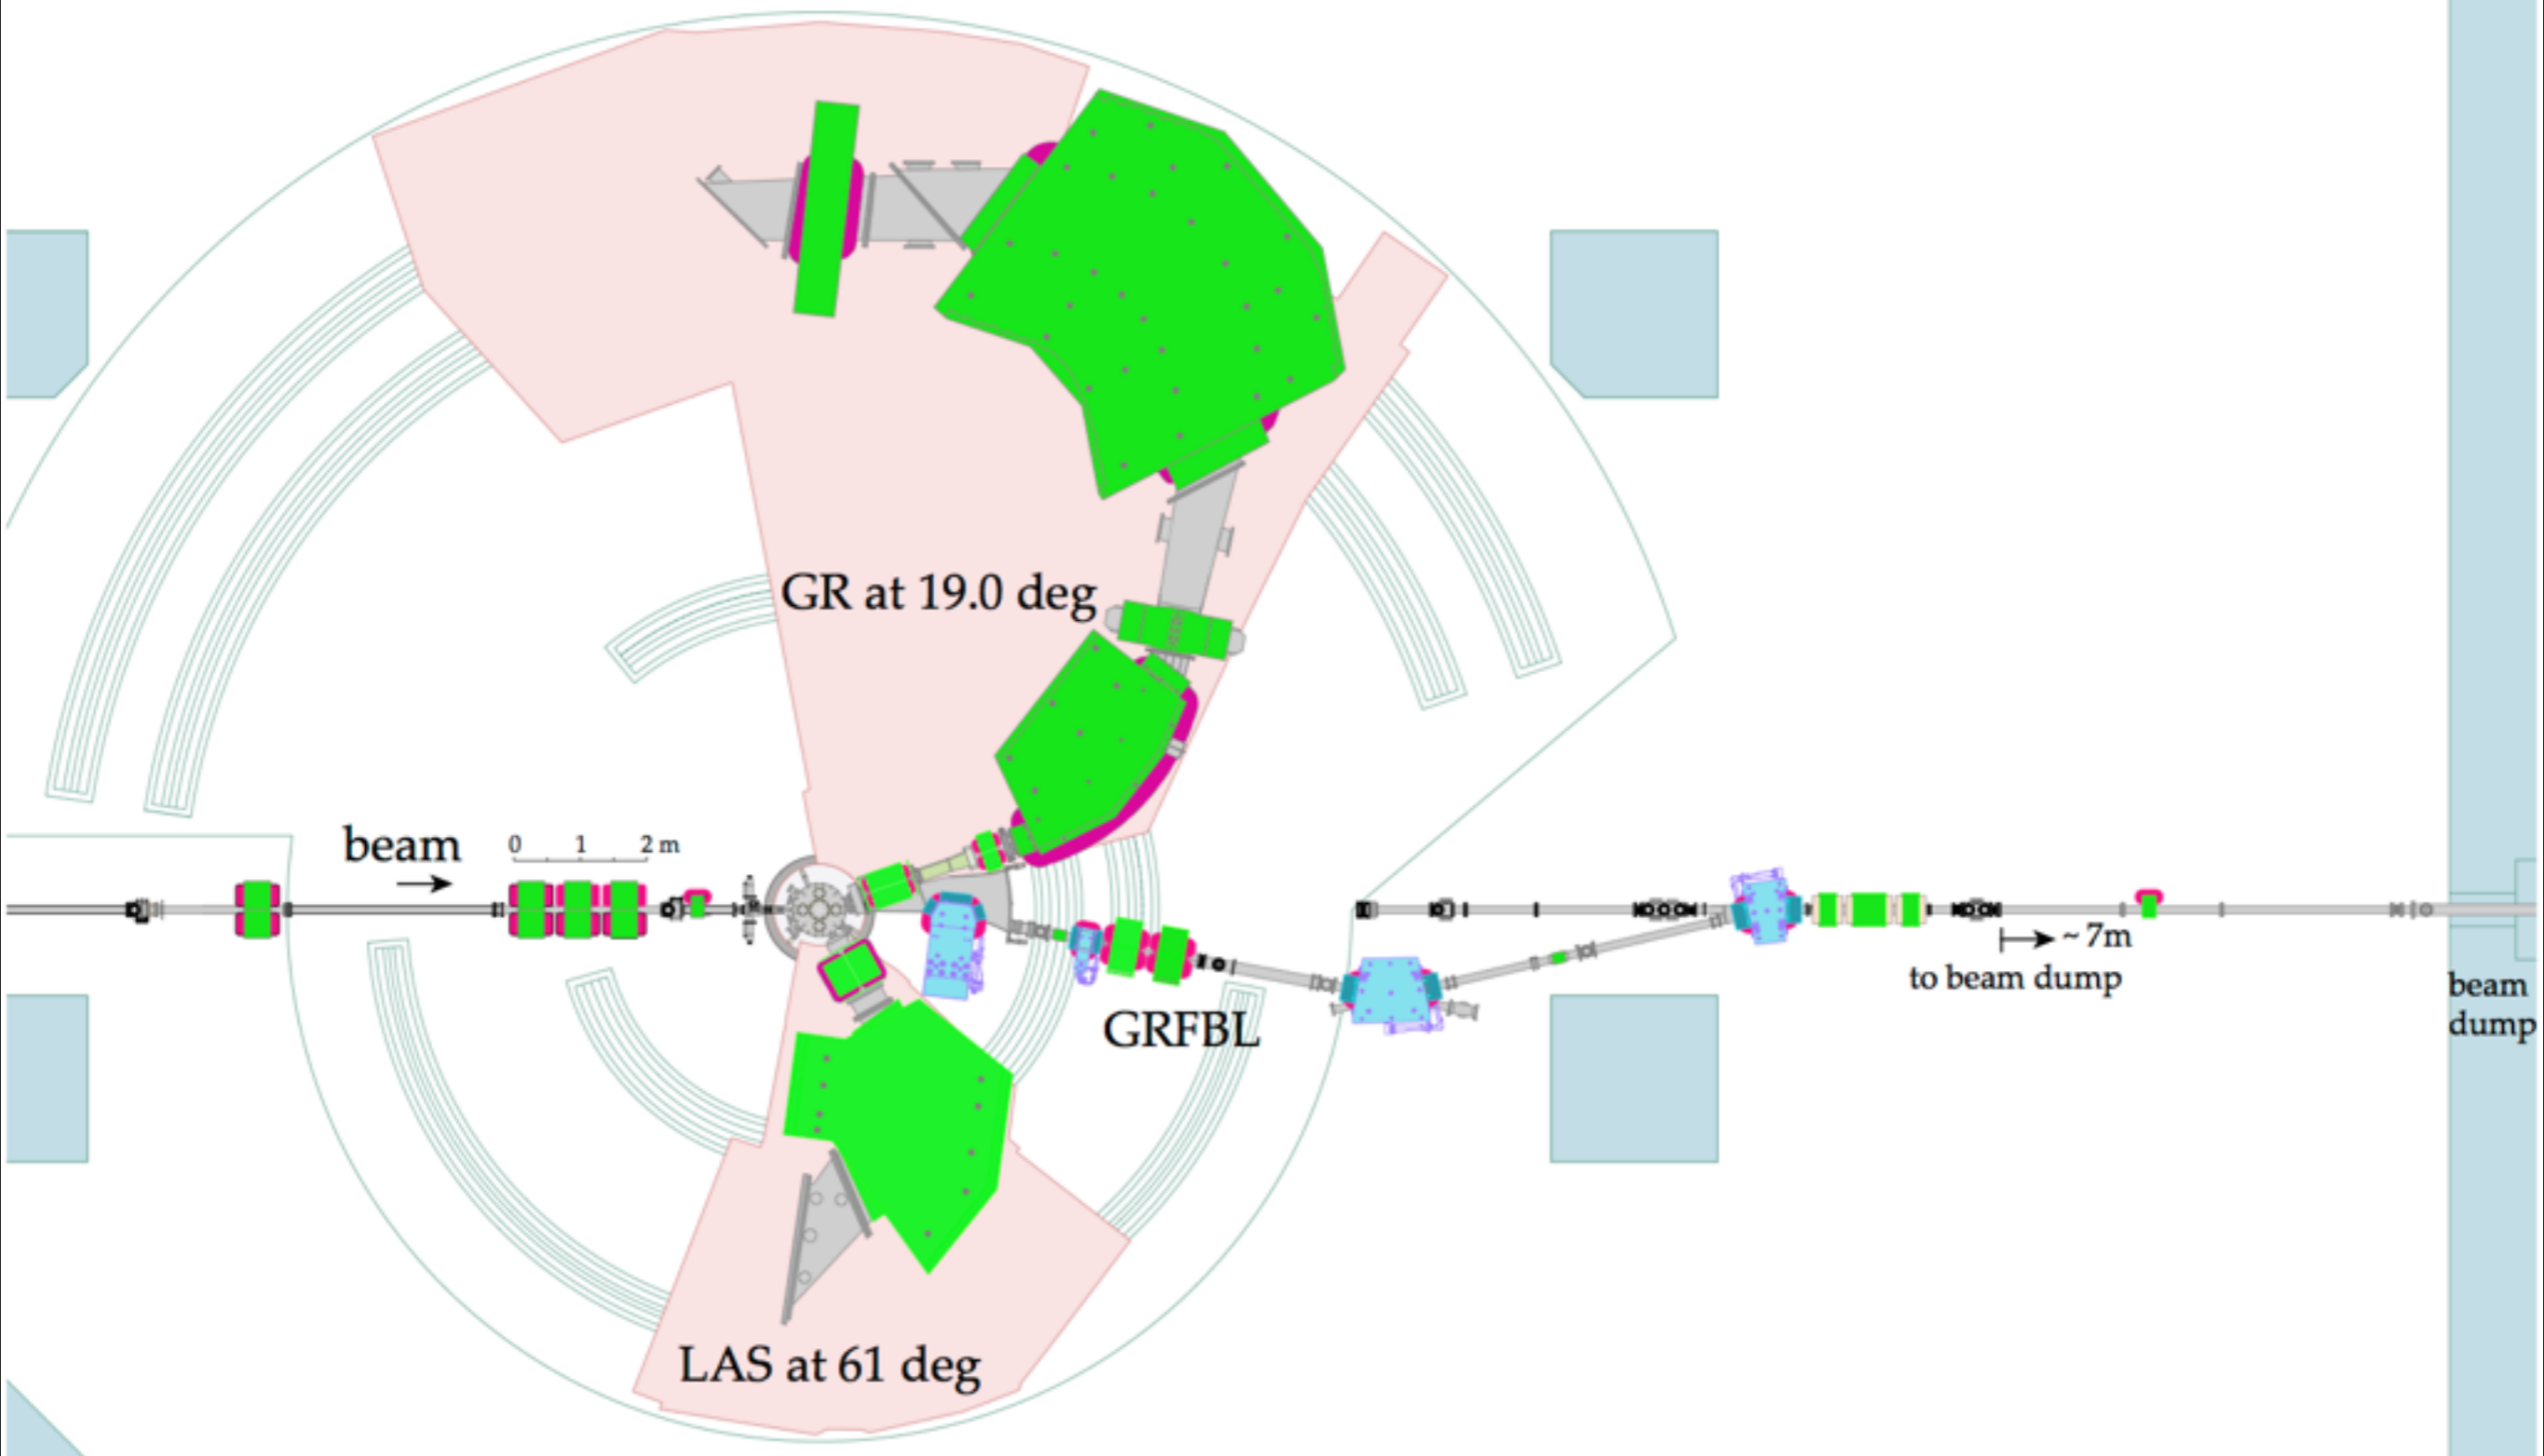 GR at 19.0 deg
beam
0 1 2 m
~ 7m
to beam dump
beam
dump
GRFBL
LAS at 61 deg